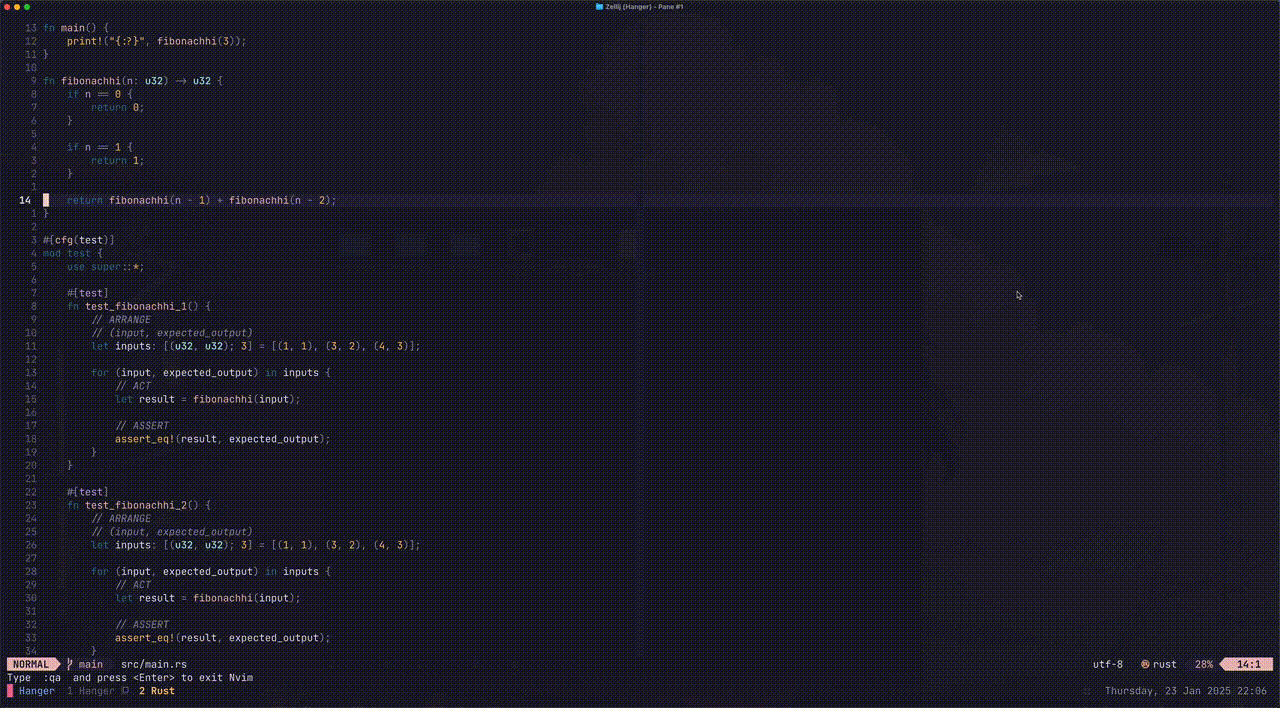 Zellij (Hanger) - Pane #1
13 fn main() {
12     print!("{:?}", fibonachhi(3));
11 }
10
9 fn fibonachhi(n: u32) -> u32 {
8     if n == 0 {
7         return 0;
6     }
5
4     if n == 1 {
3         return 1;
2     }
1
14     return fibonachhi(n - 1) + fibonachhi(n - 2);
1 }
2
3 #[cfg(test)]
4 mod test {
5     use super::*;
6
7     #[test]
8     fn test_fibonachhi_1() {
9         // ARRANGE
10         // (input, expected_output)
11         let inputs: [(u32, u32); 3] = [(1, 1), (3, 2), (4, 3)];
12
13         for (input, expected_output) in inputs {
14             // ACT
15             let result = fibonachhi(input);
16
17             // ASSERT
18             assert_eq!(result, expected_output);
19         }
20     }
21
22     #[test]
23     fn test_fibonachhi_2() {
24         // ARRANGE
25         // (input, expected_output)
26         let inputs: [(u32, u32); 3] = [(1, 1), (3, 2), (4, 3)];
27
28         for (input, expected_output) in inputs {
29             // ACT
30             let result = fibonachhi(input);
31
32             // ASSERT
33             assert_eq!(result, expected_output);
34         }
NORMAL main src/main.rs utf-8 rust 28% 14:1
Type  :qa  and press <Enter> to exit Nvim
Hanger 1 Hanger 2 Rust Thursday, 23 Jan 2025 22:06